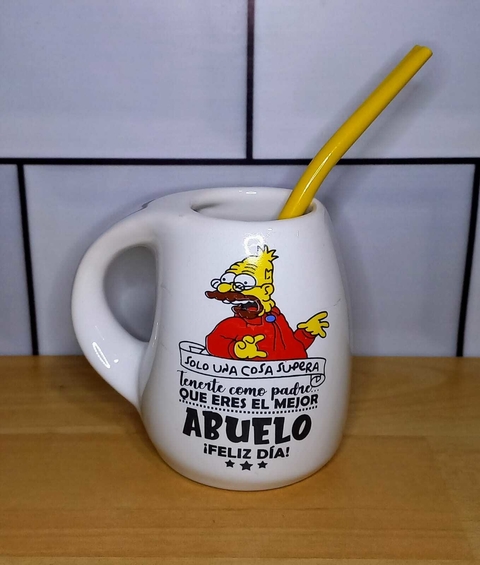 SOLO UNA COSA SUPERA
Tenerte como padre...
QUE ERES EL MEJOR
ABUELO
¡FELIZ DÍA!